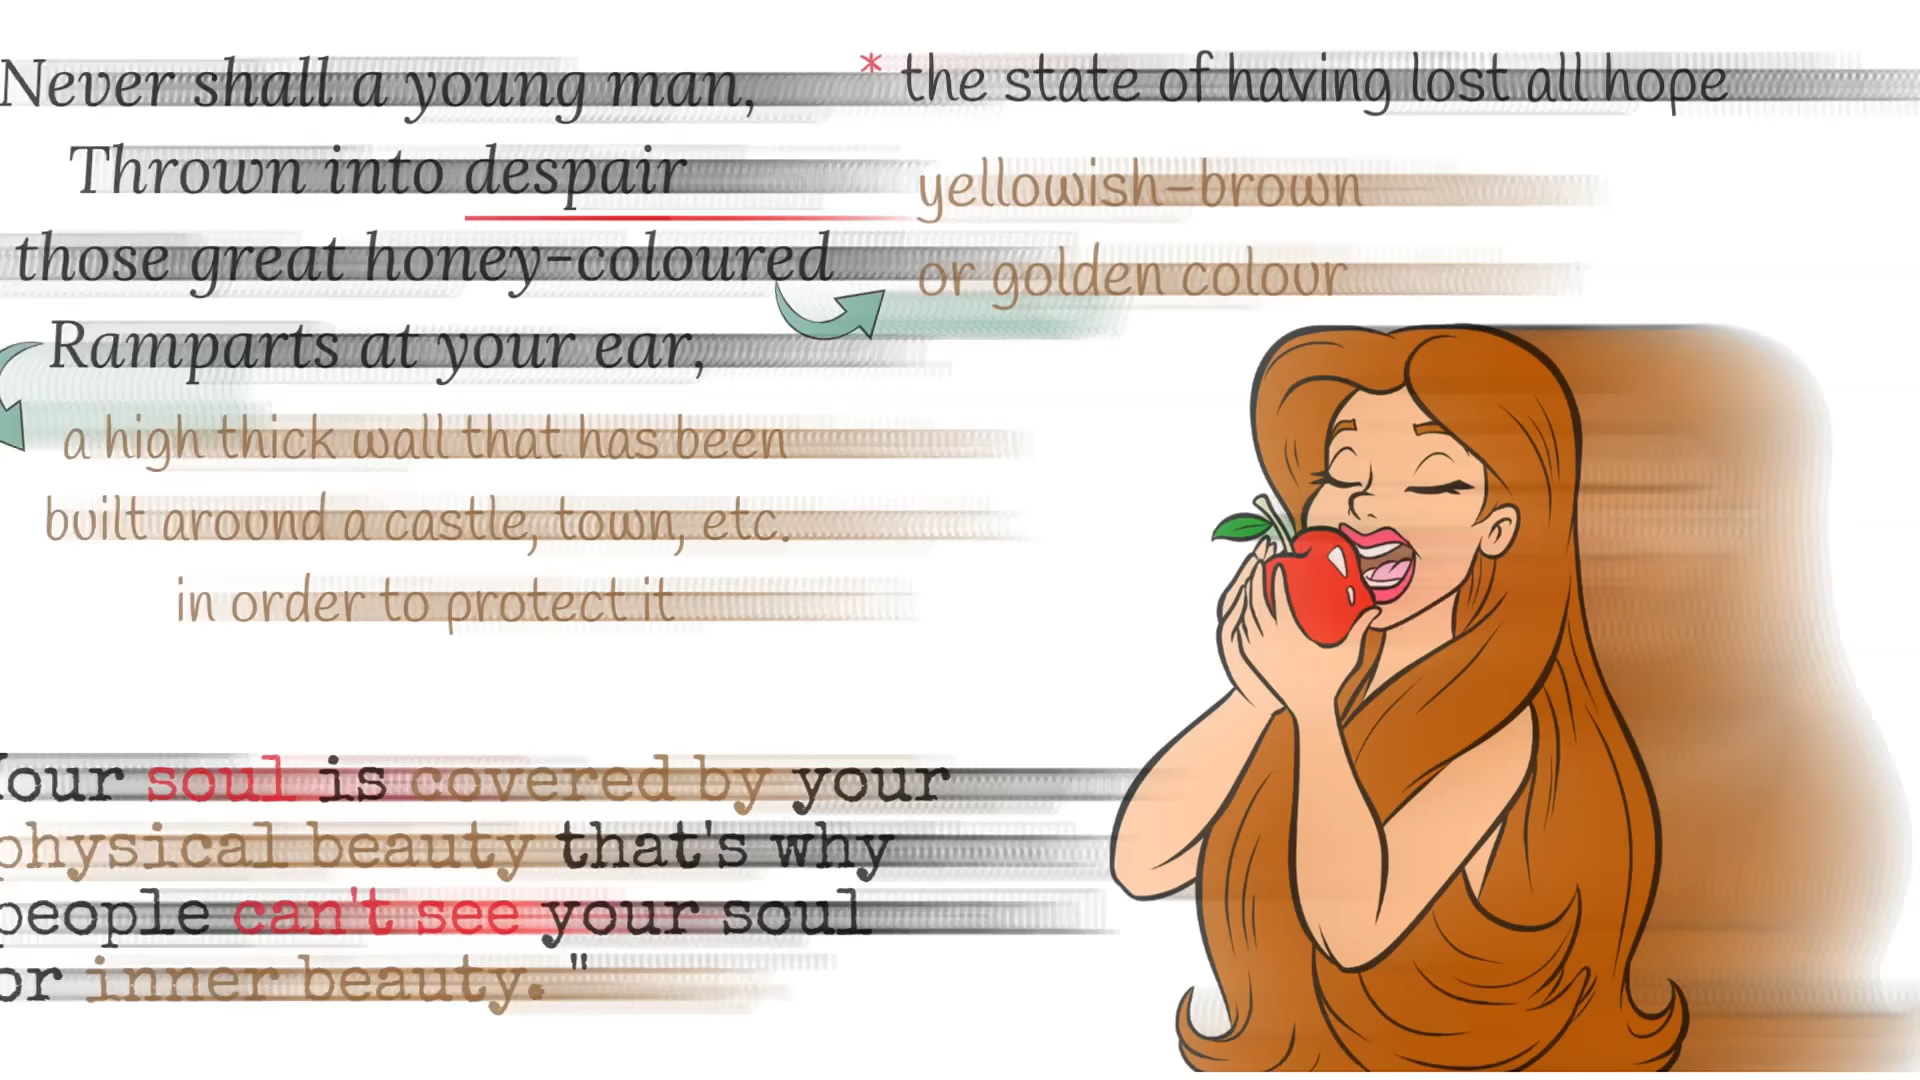 Never shall a young man,
Thrown into despair
those great honey-coloured
Ramparts at your ear,
* the state of having lost all hope
yellowish-brown
or golden colour
a high thick wall that has been
built around a castle, town, etc.
in order to protect it
Your soul is covered by your
physical beauty that's why
people can't see your soul
or inner beauty."